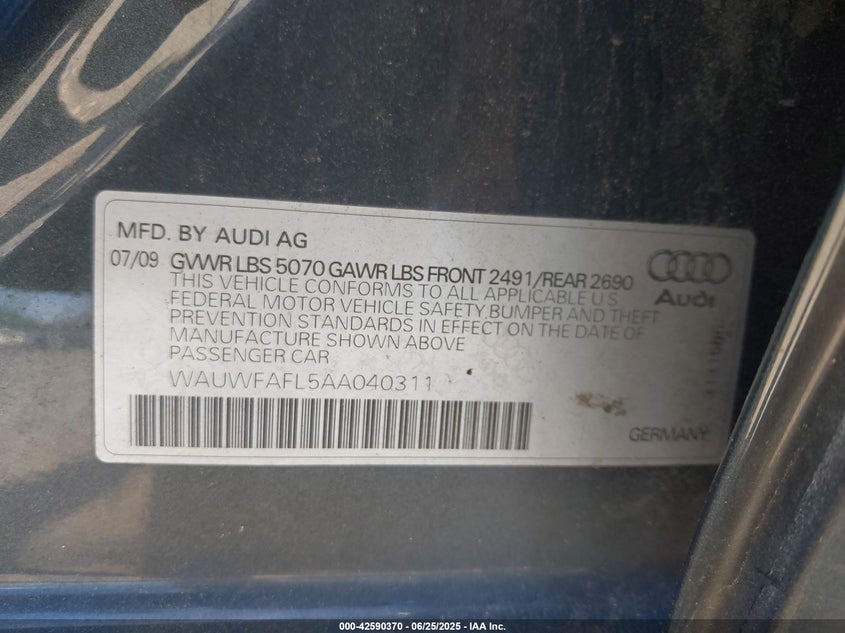 MFD. BY AUDI AG
07/09 GVWR LBS 5070 GAWR LBS FRONT 2491/REAR 2690
THIS VEHICLE CONFORMS TO ALL APPLICABLE U S
FEDERAL MOTOR VEHICLE SAFETY,BUMPER AND THEFT
PREVENTION STANDARDS IN EFFECT ON THE DATE OF
MANUFACTURE SHOWN ABOVE
PASSENGER CAR
WAUWFAFL5AA040311
Audi
GERMANY
000-42590370 - 06/25/2025 - IAA Inc.